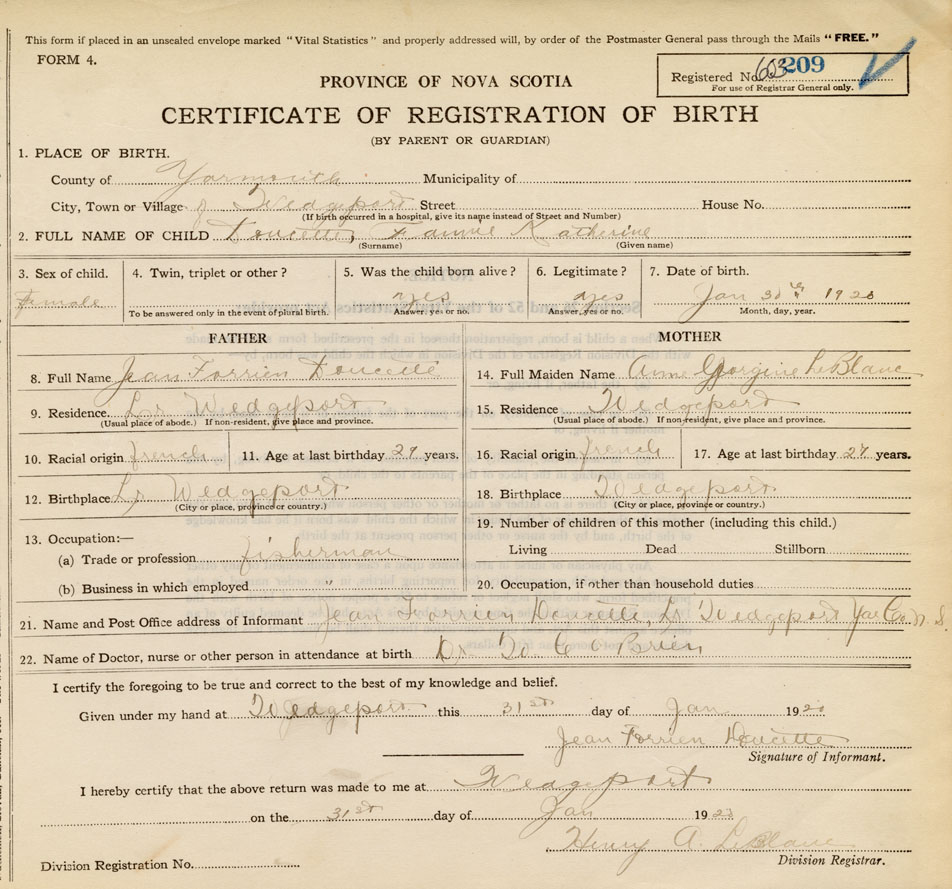 This form if placed in an unsealed envelope marked "Vital Statistics" and properly addressed will, by order of the Postmaster General pass through the Mails "FREE."
FORM 4.
Registered No. 209
For use of Registrar General only.
PROVINCE OF NOVA SCOTIA
CERTIFICATE OF REGISTRATION OF BIRTH
(BY PARENT OR GUARDIAN)
1. PLACE OF BIRTH.
County of Yarmouth Municipality of
City, Town or Village of Wedgeport Street House No.
(If birth occurred in a hospital, give its name instead of Street and Number)
2. FULL NAME OF CHILD Doucette, Fannie Katherine
(Surname) (Given name)
3. Sex of child. 4. Twin, triplet or other? 5. Was the child born alive? 6. Legitimate? 7. Date of birth.
Female yes yes Jan 30th
To be answered only in the event of plural birth. Answer, yes or no. Answer, yes or no. Month, day, year.
FATHER MOTHER
8. Full Name Jean Forrien Doucette 14. Full Maiden Name Anne Georgine LeBlanc
9. Residence. Lr Wedgeport 15. Residence Wedgeport
(Usual place of abode.) If non-resident, give place and province. (Usual place of abode.) If non-resident, give place and province.
10. Racial origin french 11. Age at last birthday 27 years. 16. Racial origin french 17. Age at last birthday 27 years.
12. Birthplace Lr Wedgeport 18. Birthplace Wedgeport
(City or place, province or country.) (City or place, province or country.)
13. Occupation:— 19. Number of children of this mother (including this child.)
(a) Trade or profession fisherman Living Dead Stillborn
(b) Business in which employed " 20. Occupation, if other than household duties
21. Name and Post Office address of Informant Jean Forrien Doucette, Lr Wedgeport Yar Co. N. S.
22. Name of Doctor, nurse or other person in attendance at birth Dr. W C O'Brien
I certify the foregoing to be true and correct to the best of my knowledge and belief.
Given under my hand at Wedgeport this 31st day of Jan 19
Jean Forrien Doucette
Signature of Informant.
I hereby certify that the above return was made to me at Wedgeport
on the 31st day of Jan 1923
Henry A. LeBlanc
Division Registration No. Division Registrar.